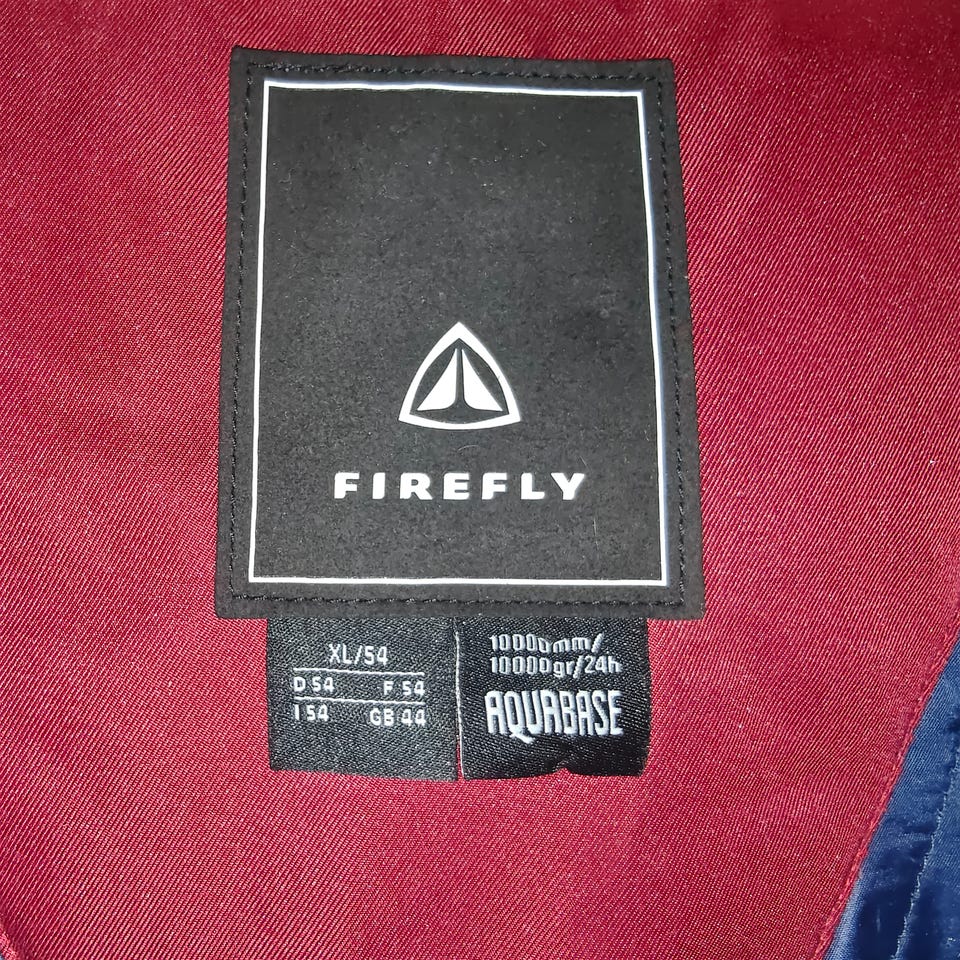 FIREFLY
XL/54
D 54 F 54
I 54 GB 44
10000mm/
10000gr/24h
AQUABASE